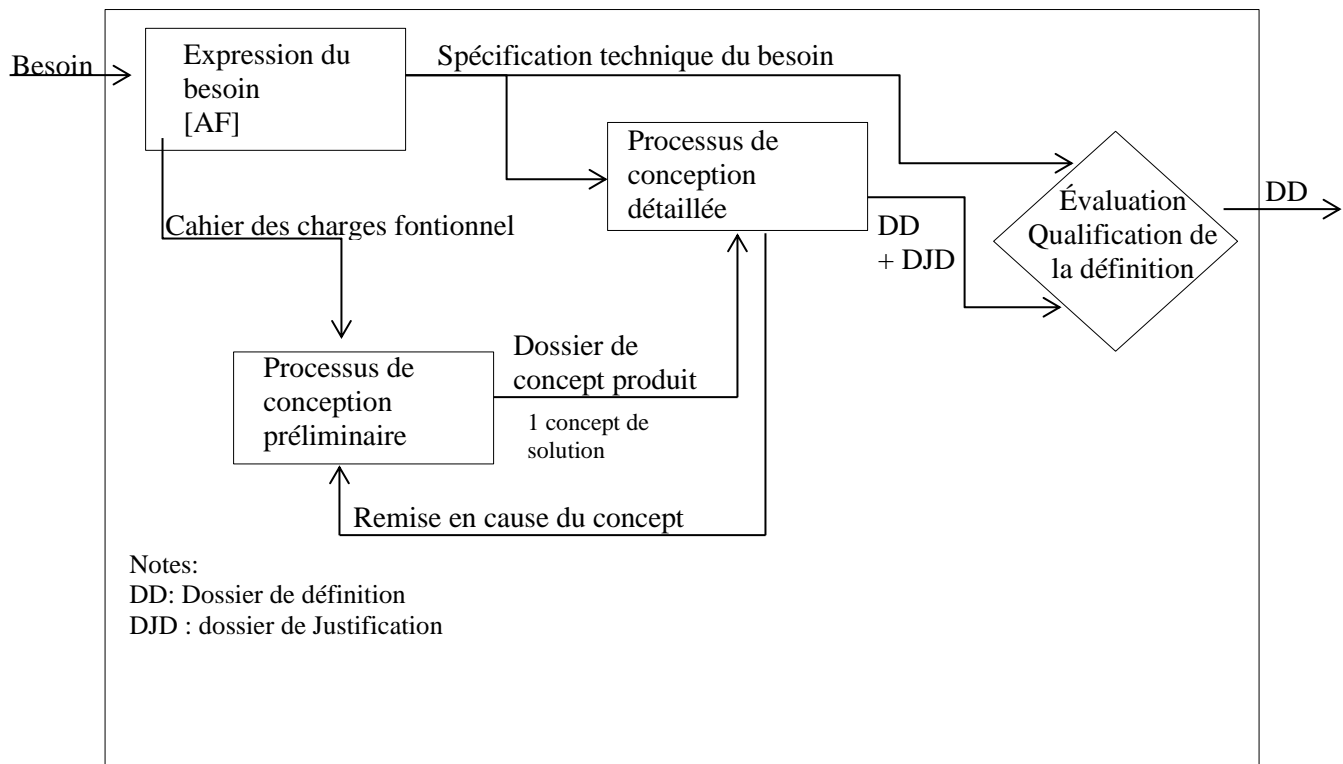 Besoin
Expression du
besoin
[AF]
Spécification technique du besoin
Processus de
conception
détaillée
Évaluation
Qualification de
la définition
DD
DD
+ DJD
Cahier des charges fontionnel
Processus de
conception
préliminaire
Dossier de
concept produit
1 concept de
solution
Remise en cause du concept
Notes:
DD: Dossier de définition
DJD : dossier de Justification